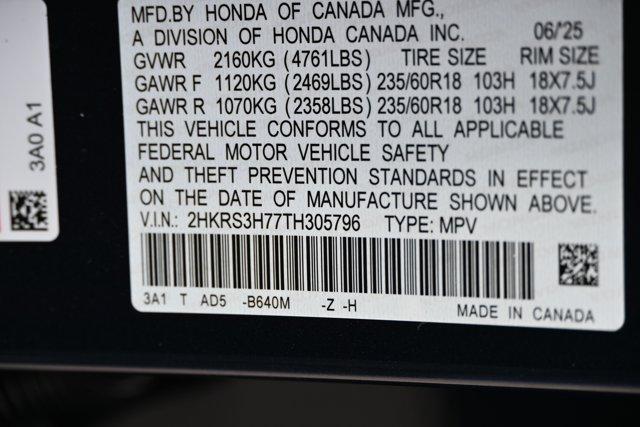 MFD.BY HONDA OF CANADA MFG.,
A DIVISION OF HONDA CANADA INC. 06/25
GVWR 2160KG (4761LBS) TIRE SIZE RIM SIZE
GAWR F 1120KG (2469LBS) 235/60R18 103H 18X7.5J
GAWR R 1070KG (2358LBS) 235/60R18 103H 18X7.5J
THIS VEHICLE CONFORMS TO ALL APPLICABLE
FEDERAL MOTOR VEHICLE SAFETY
AND THEFT PREVENTION STANDARDS IN EFFECT
ON THE DATE OF MANUFACTURE SHOWN ABOVE.
V.I.N.: 2HKRS3H77TH305796 TYPE: MPV
3A1 T AD5 -B640M -Z -H MADE IN CANADA
3A0 A1